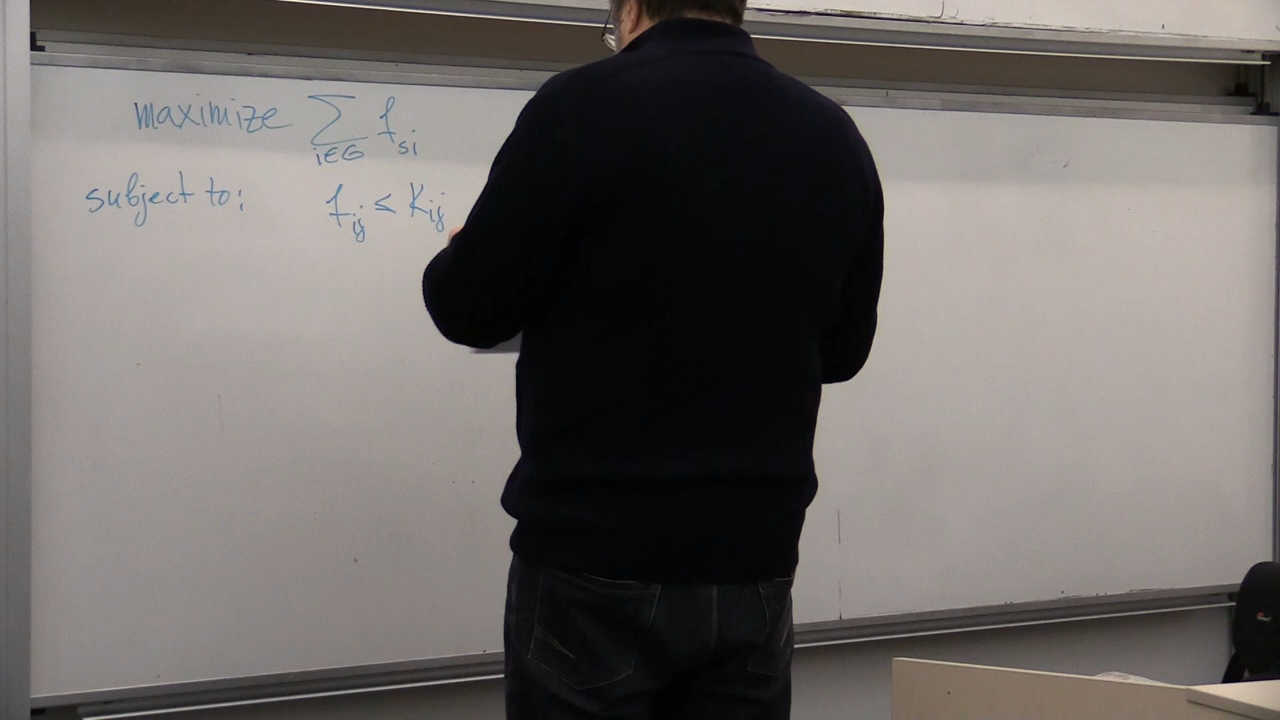 maximize ∑_{i∈G} f_{si}
subject to: f_{ij} ≤ K_{ij}